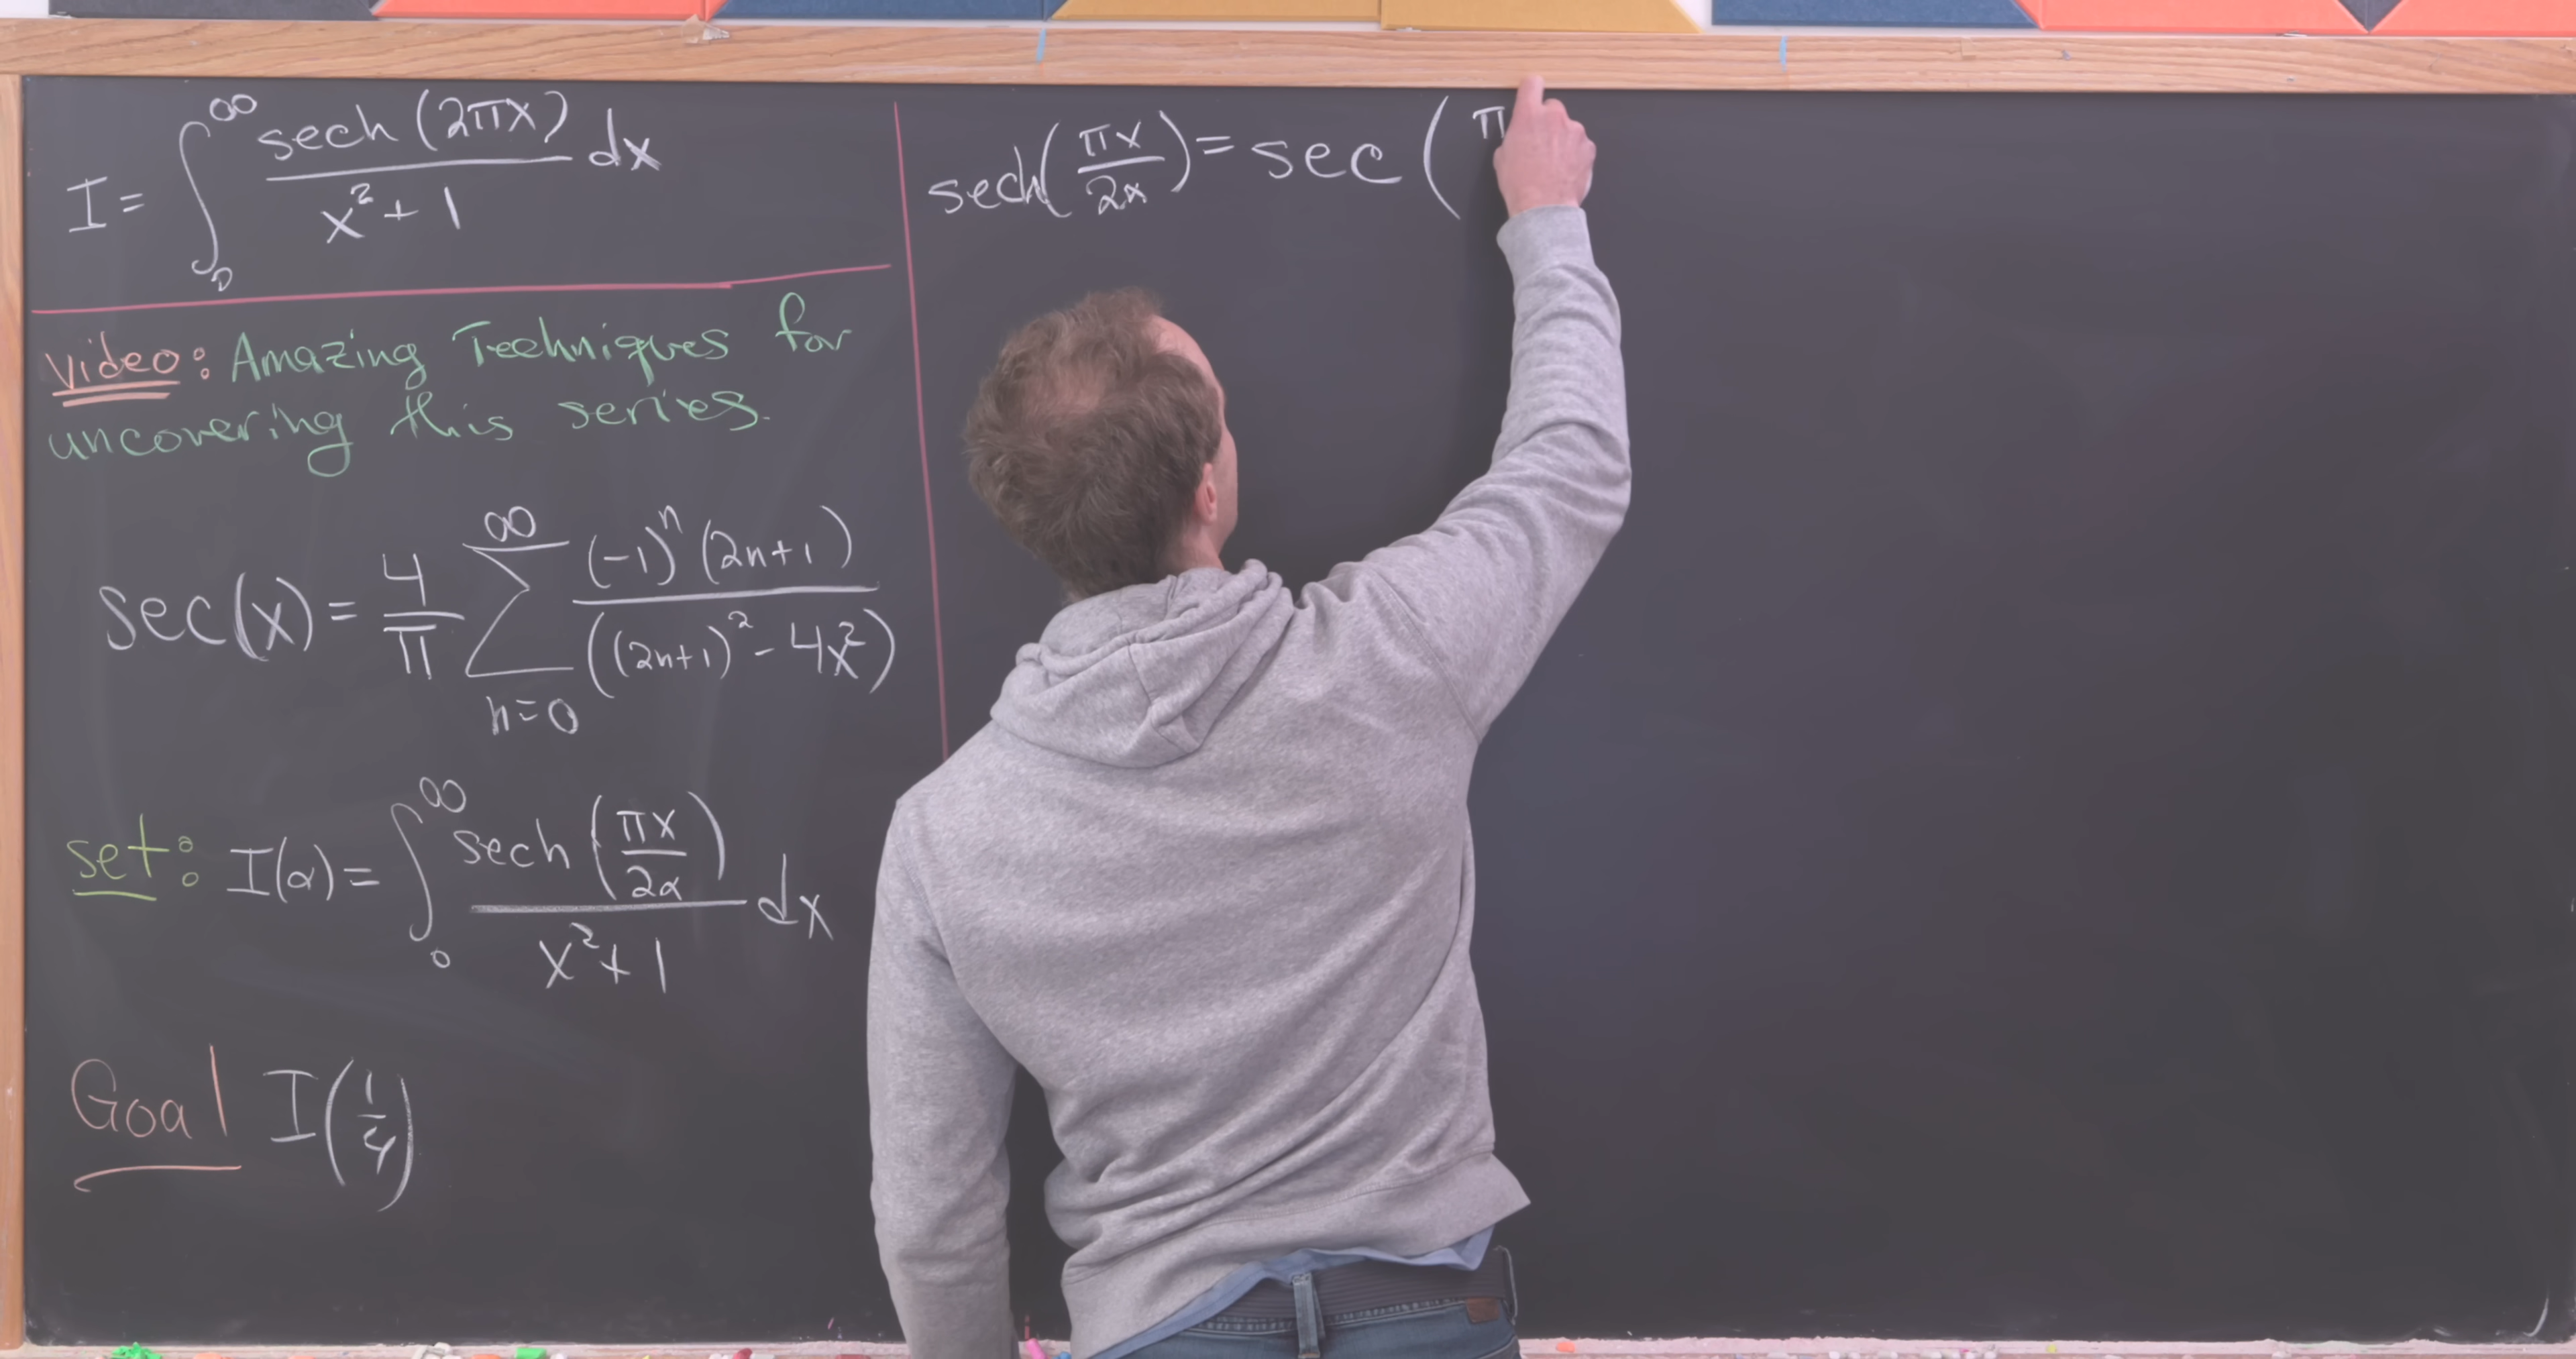 I = ∫₀^∞ sech(2πx)/(x²+1) dx
Video: Amazing Techniques for
uncovering this series.
sec(x) = 4/π ∑_{n=0}^∞ (-1)^n (2n+1)/((2n+1)² - 4x²)
set: I(α) = ∫₀^∞ sech(πx/2α)/(x²+1) dx
Goal I(1/4)
sech(πx/2α) = sec(π